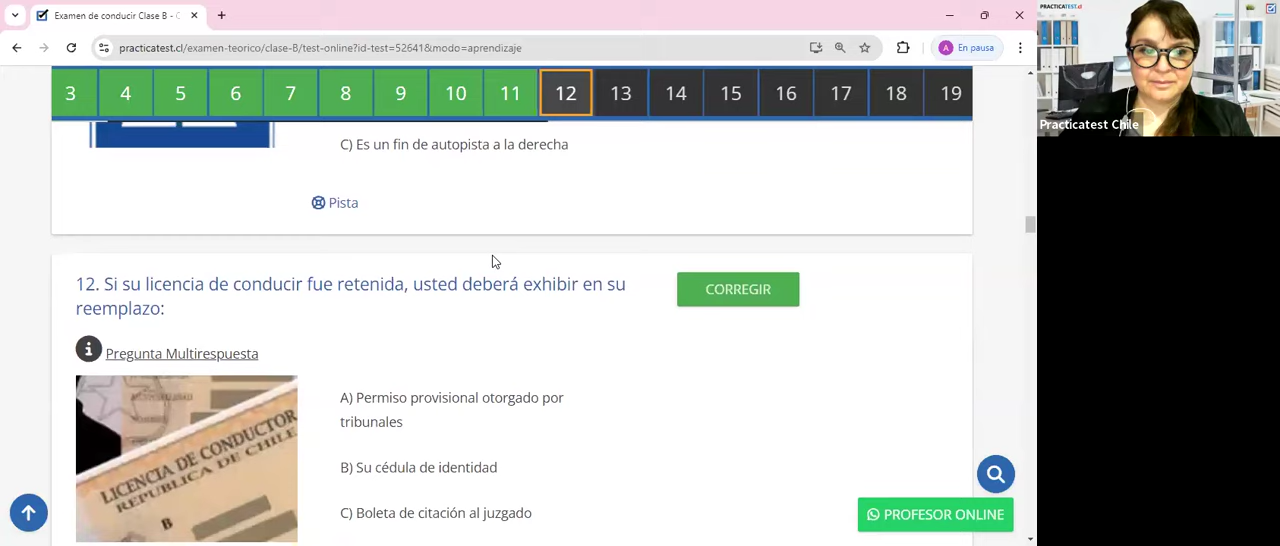 Examen de conducir Clase B - C
practicatest.cl/examen-teorico/clase-B/test-online?id-test=52641&modo=aprendizaje
A
En pausa
PRACTICATEST.cl
Practicatest Chile
3 4 5 6 7 8 9 10 11 12 13 14 15 16 17 18 19
C) Es un fin de autopista a la derecha
Pista
12. Si su licencia de conducir fue retenida, usted deberá exhibir en su
reemplazo:
CORREGIR
Pregunta Multirespuesta
LICENCIA DE CONDUCTOR
REPUBLICA DE CHILE
B
A) Permiso provisional otorgado por
tribunales
B) Su cédula de identidad
C) Boleta de citación al juzgado
PROFESOR ONLINE